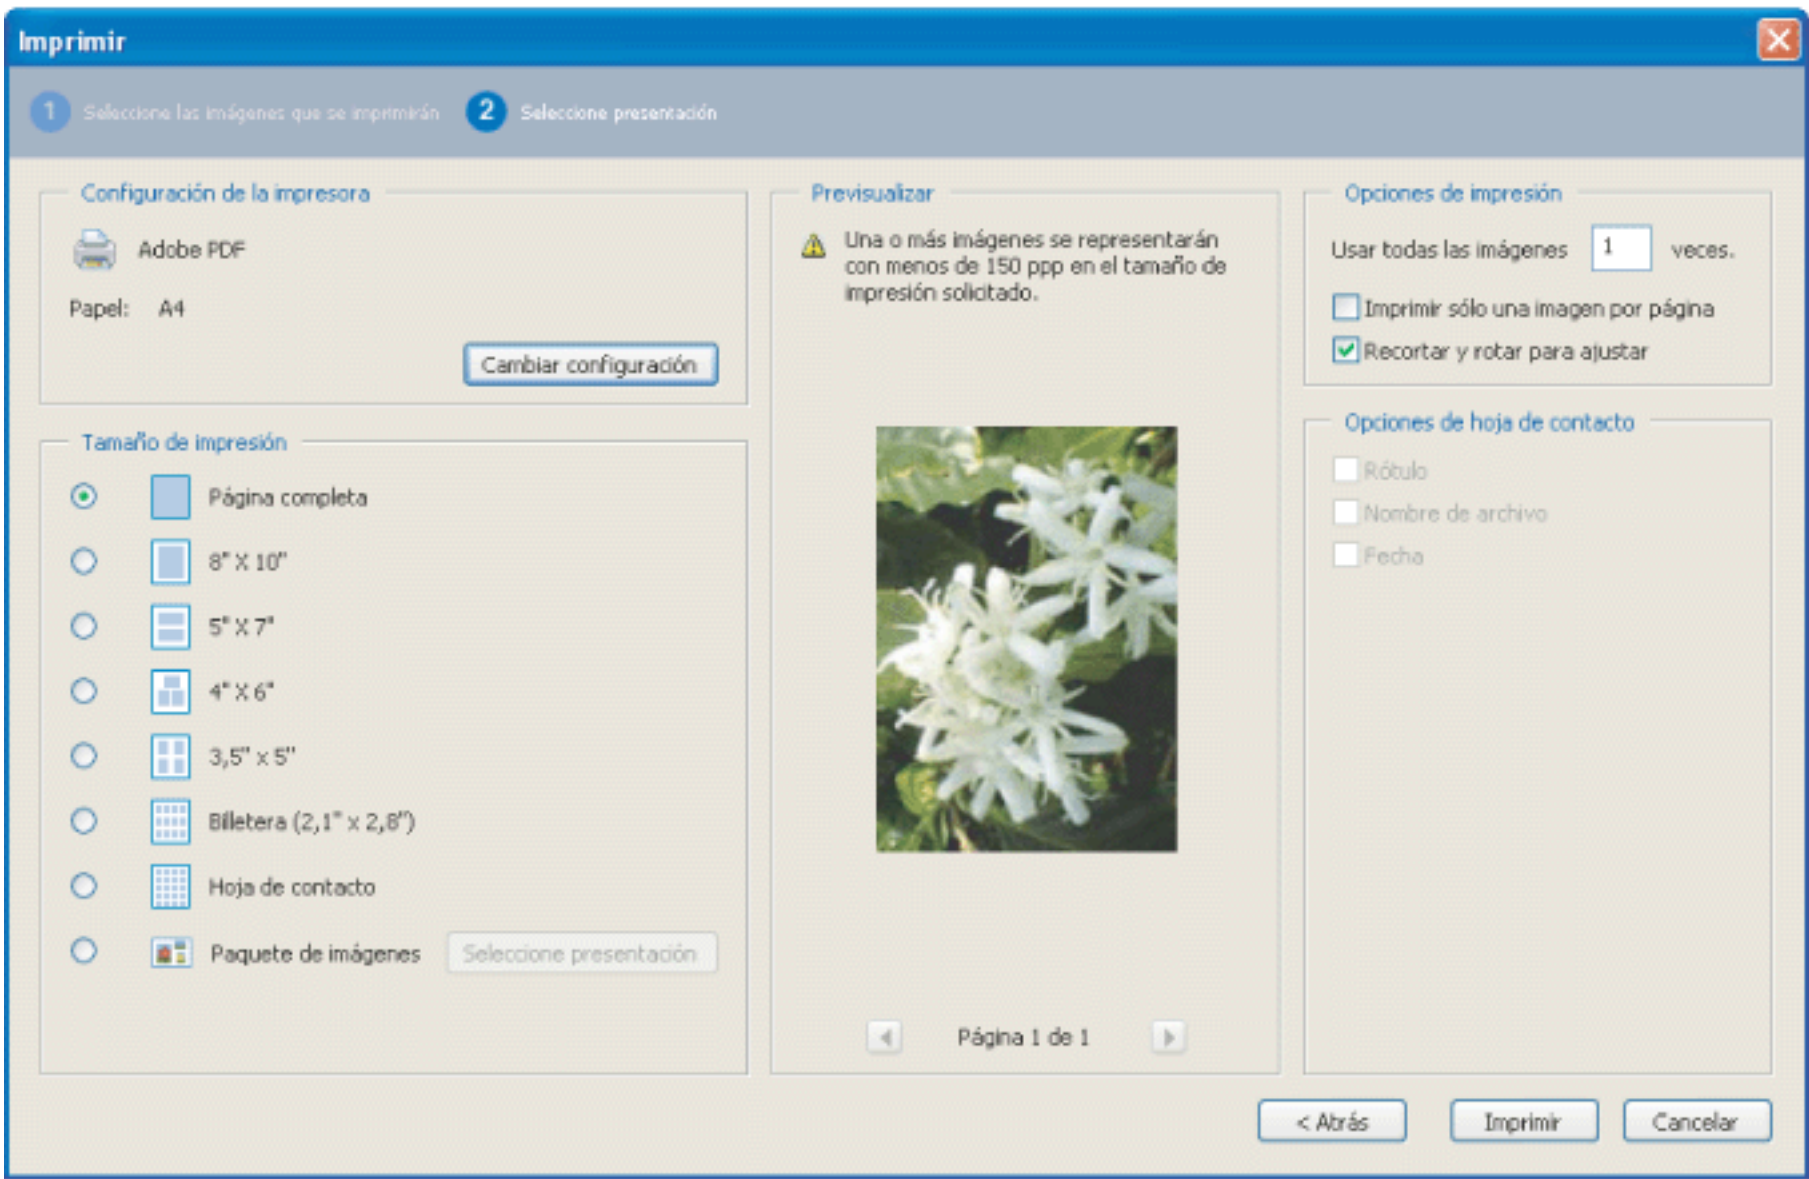 Imprimir
1 Seleccione las imágenes que se imprimirán 2 Seleccione presentación
Configuración de la impresora
Adobe PDF
Papel: A4
Cambiar configuración
Tamaño de impresión
Página completa
8" X 10"
5" X 7"
4" X 6"
3,5" x 5"
Billetera (2,1" x 2,8")
Hoja de contacto
Paquete de imágenes Seleccione presentación
Previsualizar
Una o más imágenes se representarán
con menos de 150 ppp en el tamaño de
impresión solicitado.
Página 1 de 1
Opciones de impresión
Usar todas las imágenes 1 veces.
Imprimir sólo una imagen por página
Recortar y rotar para ajustar
Opciones de hoja de contacto
Rótulo
Nombre de archivo
Fecha
< Atrás Imprimir Cancelar